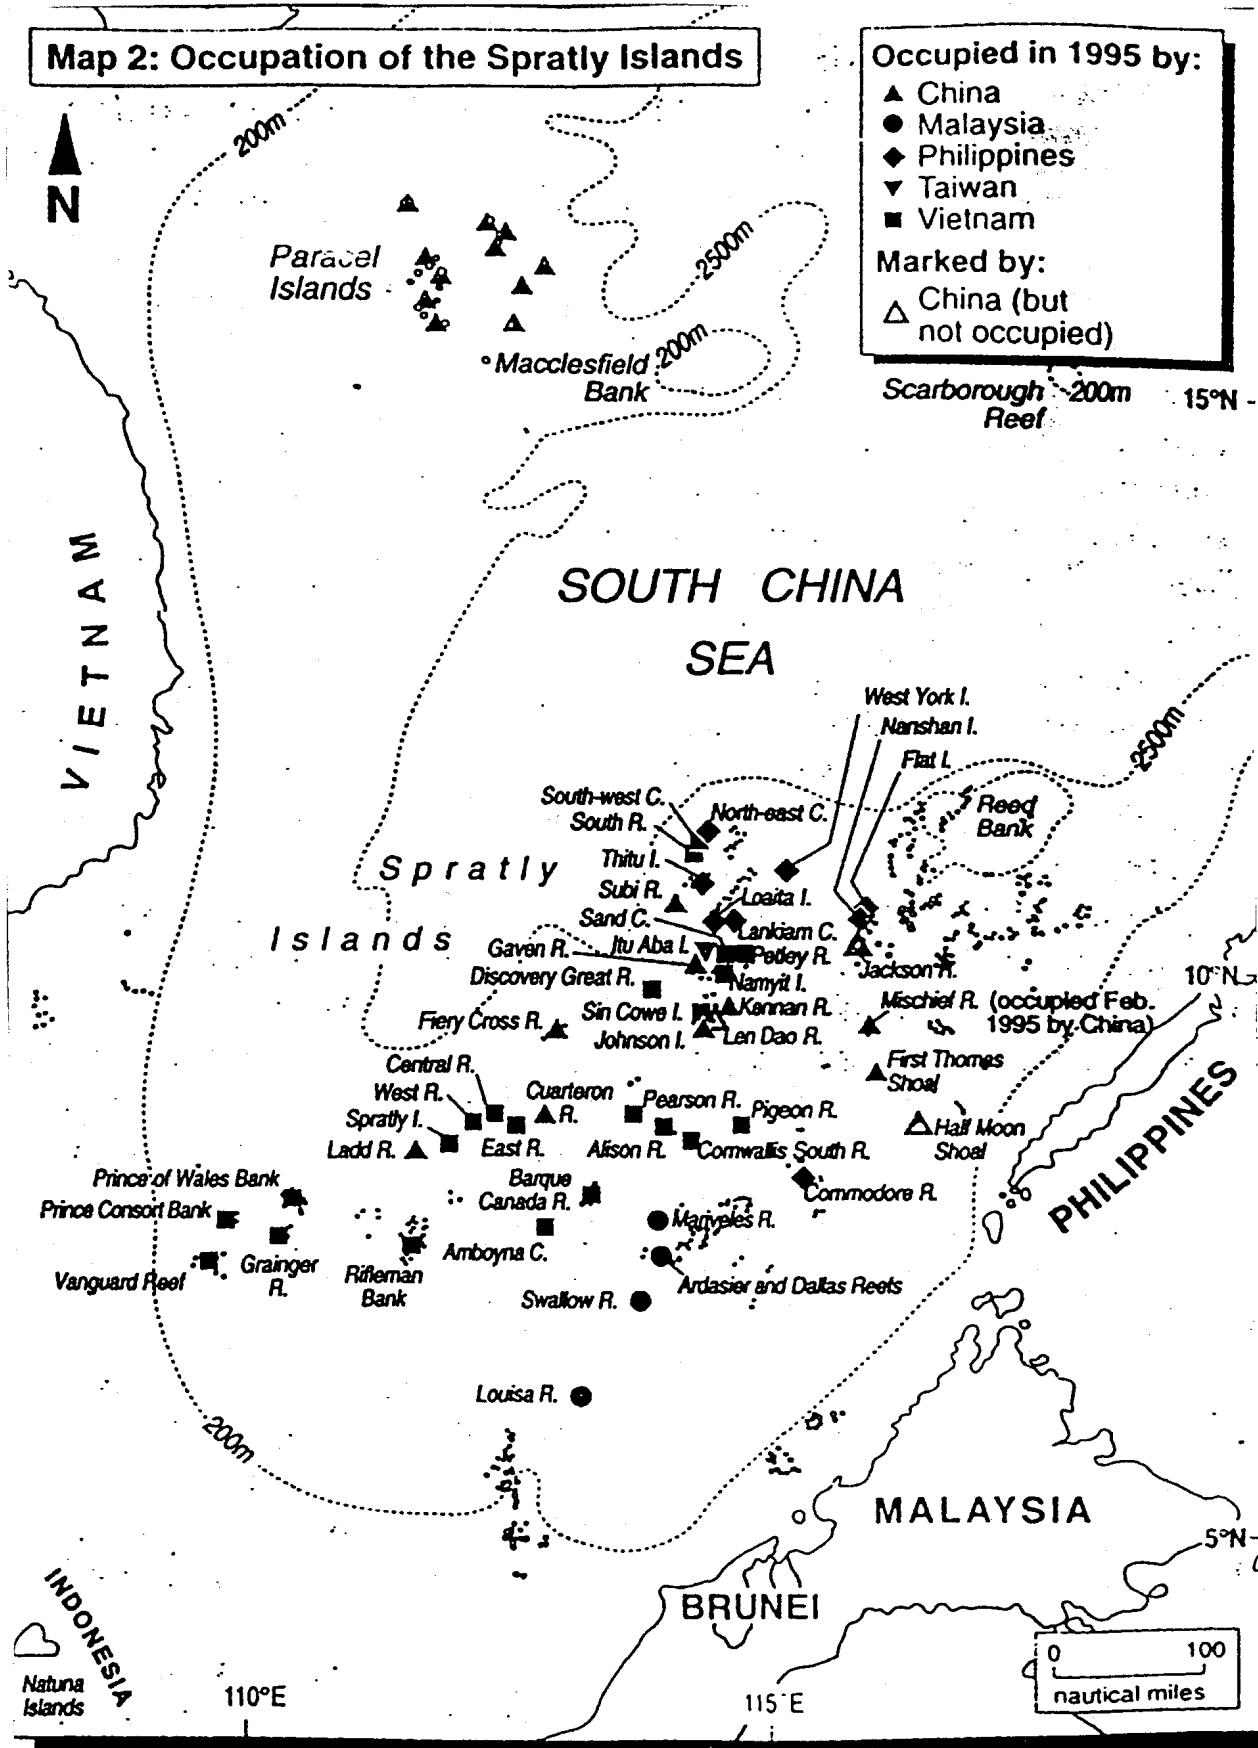 Map 2: Occupation of the Spratly Islands
Occupied in 1995 by:
China
Malaysia
Philippines
Taiwan
Vietnam
Marked by:
China (but
not occupied)
N
200m
2500m
200m
Paracel
Islands
Macclesfield
Bank
Scarborough
Reef
200m
15°N
VIETNAM
SOUTH CHINA
SEA
West York I.
Nanshan I.
Flat I.
2500m
South-west C.
North-east C.
South R.
Reed
Bank
Thitu I.
Spratly
Islands
Subi R.
Loaita I.
Sand C.
Lankiam C.
Gaven R.
Itu Aba I.
Petley R.
Jackson R.
Discovery Great R.
Namyit I.
10°N
Sin Cowe I.
Kennan R.
Mischief R. (occupied Feb.
1995 by China)
Fiery Cross R.
Johnson I.
Len Dao R.
Central R.
First Thomas
Shoal
West R.
Cuarteron
R.
Pearson R.
Pigeon R.
Spratly I.
Ladd R.
East R.
Alison R.
Cornwallis South R.
Half Moon
Shoal
PHILIPPINES
Prince of Wales Bank
Barque
Canada R.
Commodore R.
Prince Consort Bank
Mariveles R.
Vanguard Reef
Grainger
R.
Rifleman
Bank
Amboyna C.
Ardasier and Dallas Reefs
Swallow R.
Louisa R.
200m
MALAYSIA
5°N
BRUNEI
INDONESIA
Natuna
Islands
110°E
115°E
0 100
nautical miles